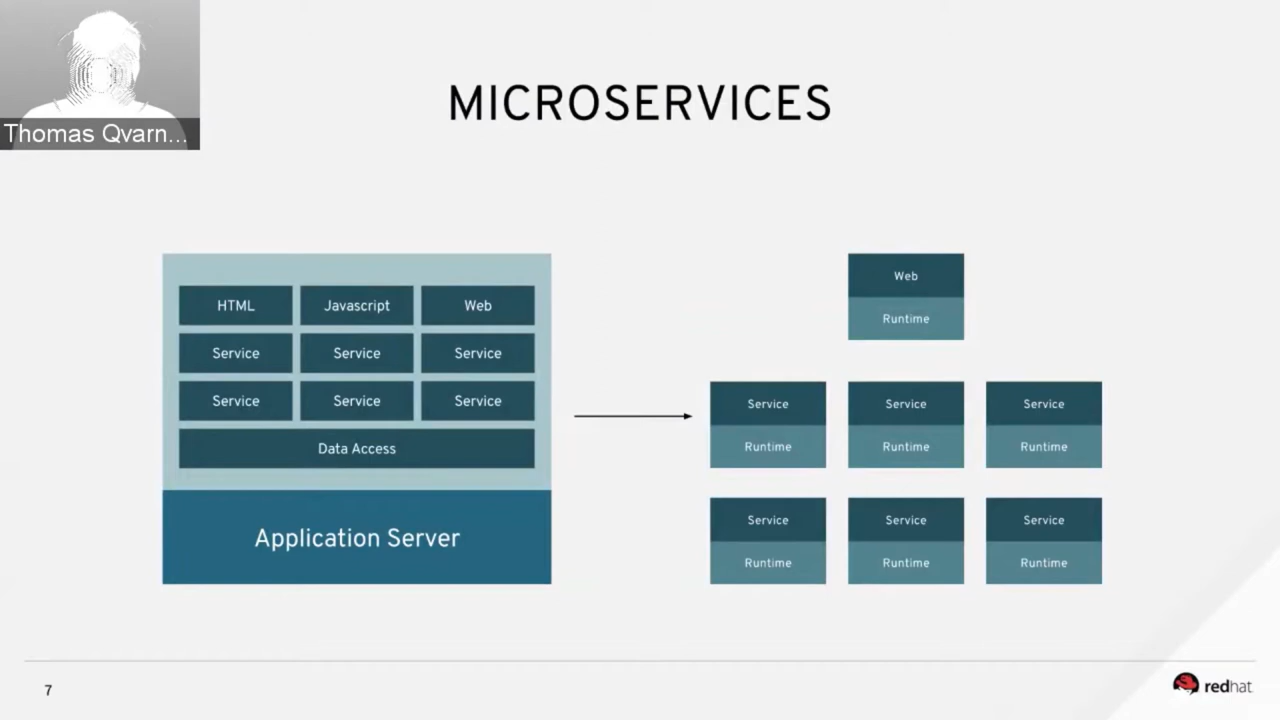 Thomas Qvarn...
MICROSERVICES
HTML Javascript Web
Service Service Service
Service Service Service
Data Access
Application Server
Web
Runtime
Service Service Service
Runtime Runtime Runtime
Service Service Service
Runtime Runtime Runtime
7
redhat